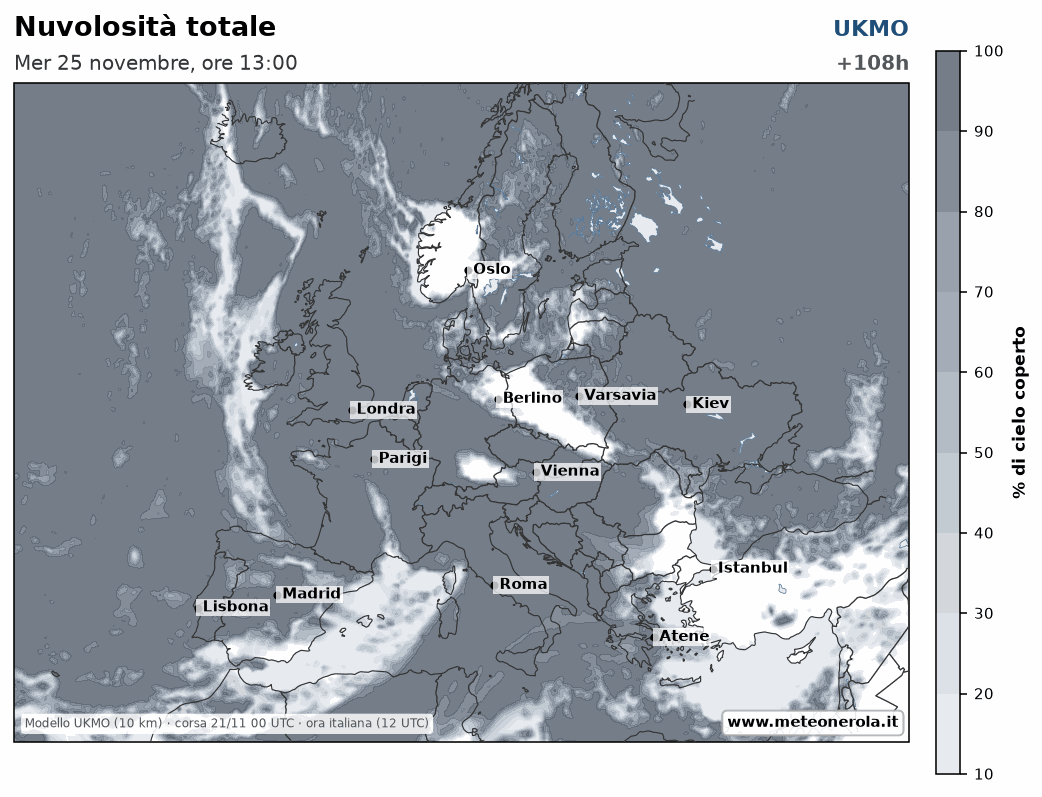 Nuvolosità totale
UKMO
Mer 25 novembre, ore 13:00
+108h
100
90
80
70
60
50
40
30
20
10
% di cielo coperto
Oslo
Berlino
Varsavia
Kiev
Londra
Parigi
Vienna
Istanbul
Roma
Madrid
Lisbona
Atene
Modello UKMO (10 km) · corsa 21/11 00 UTC · ora italiana (12 UTC)
www.meteonerola.it